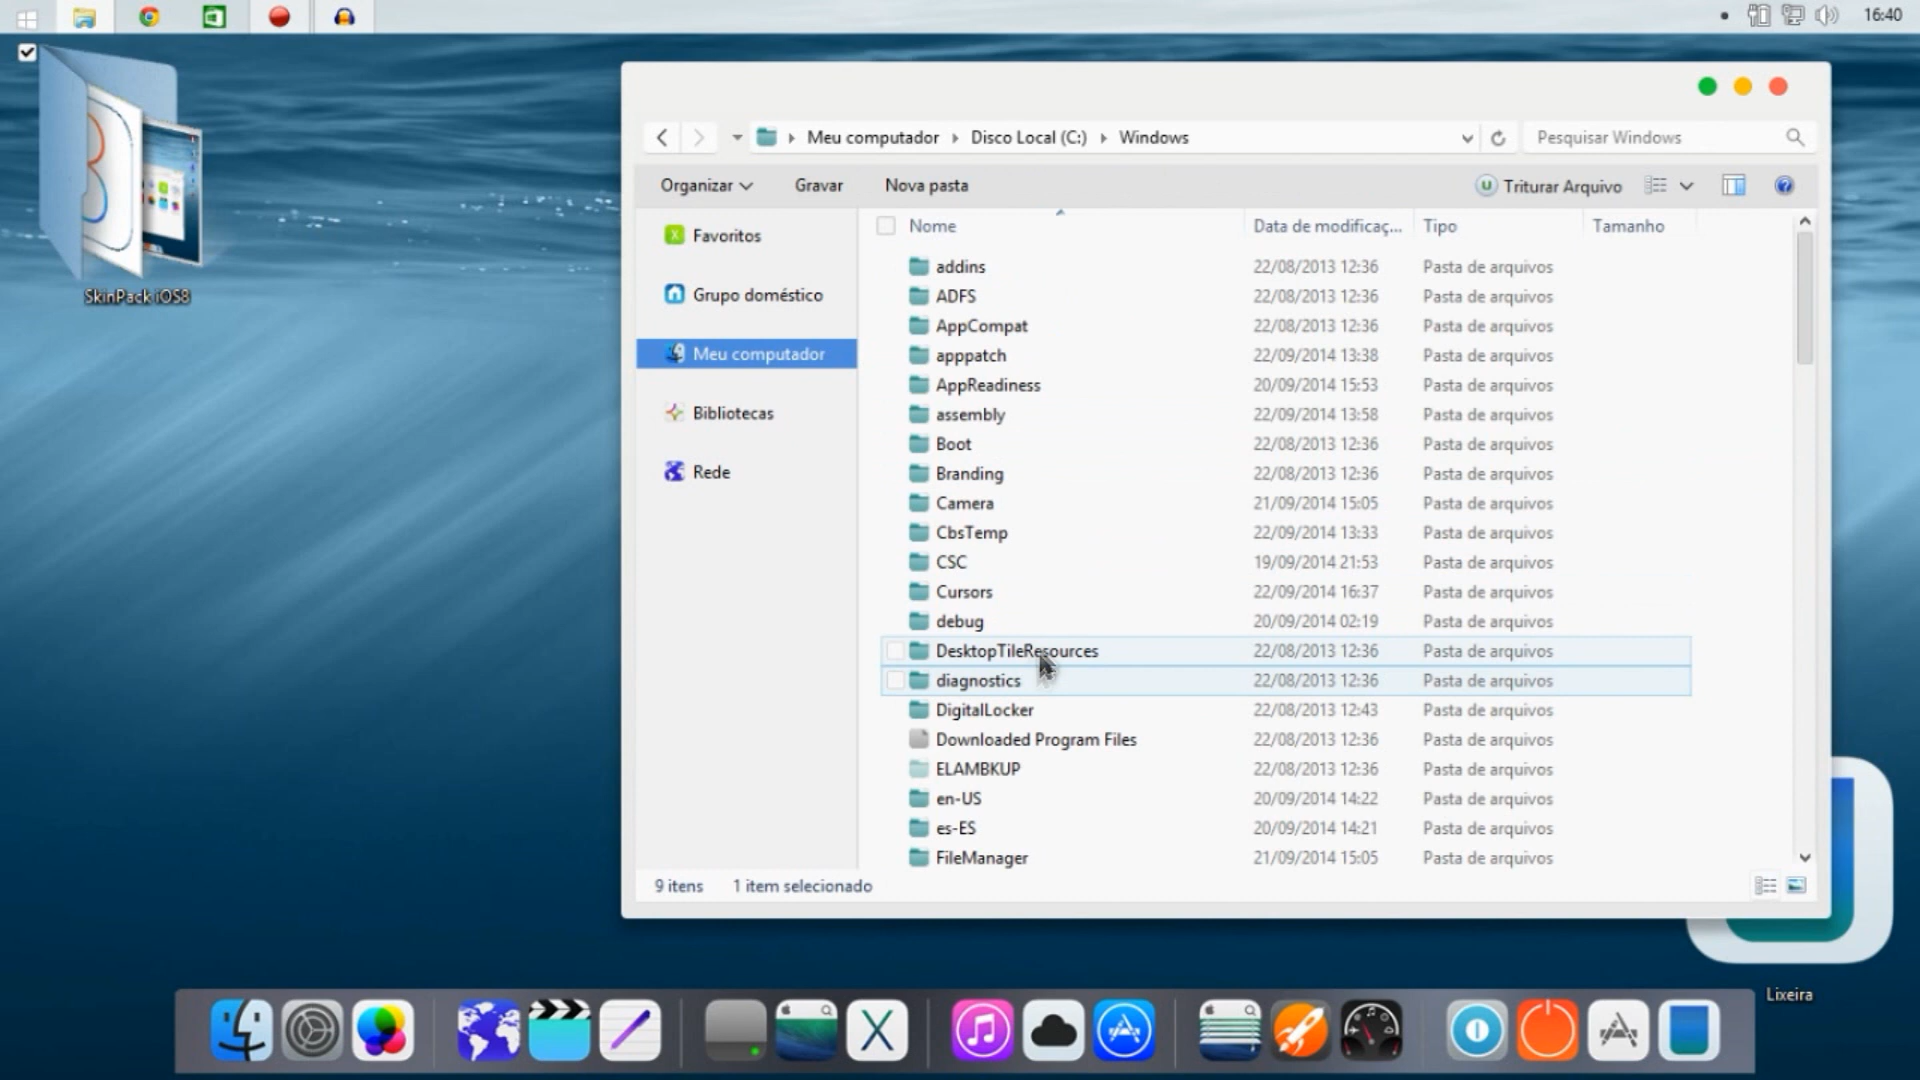 16:40
SkinPack iOS8
Meu computador Disco Local (C:) Windows
Pesquisar Windows
Organizar Gravar Nova pasta Triturar Arquivo
Favoritos
Grupo doméstico
Meu computador
Bibliotecas
Rede
Nome Data de modificaç... Tipo Tamanho
addins 22/08/2013 12:36 Pasta de arquivos
ADFS 22/08/2013 12:36 Pasta de arquivos
AppCompat 22/08/2013 12:36 Pasta de arquivos
apppatch 22/09/2014 13:38 Pasta de arquivos
AppReadiness 20/09/2014 15:53 Pasta de arquivos
assembly 22/09/2014 13:58 Pasta de arquivos
Boot 22/08/2013 12:36 Pasta de arquivos
Branding 22/08/2013 12:36 Pasta de arquivos
Camera 21/09/2014 15:05 Pasta de arquivos
CbsTemp 22/09/2014 13:33 Pasta de arquivos
CSC 19/09/2014 21:53 Pasta de arquivos
Cursors 22/09/2014 16:37 Pasta de arquivos
debug 20/09/2014 02:19 Pasta de arquivos
DesktopTileResources 22/08/2013 12:36 Pasta de arquivos
diagnostics 22/08/2013 12:36 Pasta de arquivos
DigitalLocker 22/08/2013 12:43 Pasta de arquivos
Downloaded Program Files 22/08/2013 12:36 Pasta de arquivos
ELAMBKUP 22/08/2013 12:36 Pasta de arquivos
en-US 20/09/2014 14:22 Pasta de arquivos
es-ES 20/09/2014 14:21 Pasta de arquivos
FileManager 21/09/2014 15:05 Pasta de arquivos
9 itens 1 item selecionado
Lixeira